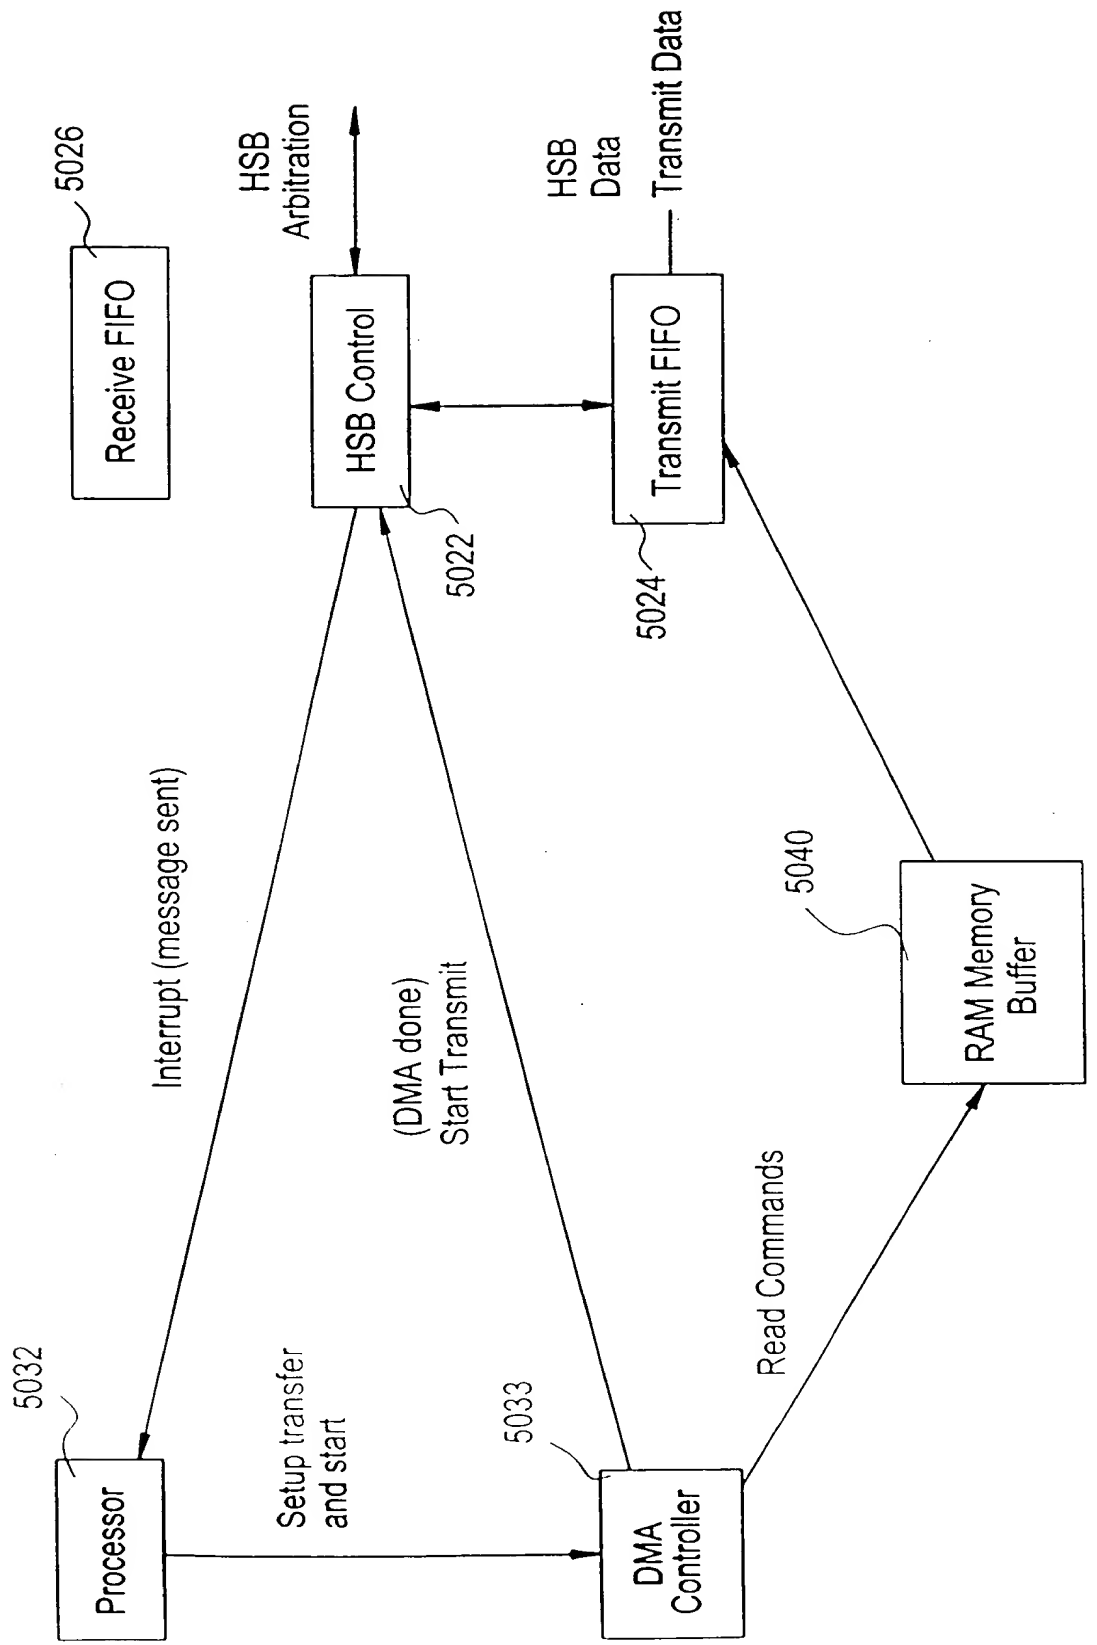 5032
Processor
Interrupt (message sent)
5026
Receive FIFO
Setup transfer
and start
(DMA done)
Start Transmit
5022
HSB Control
HSB
Arbitration
5033
DMA
Controller
Read Commands
5040
RAM Memory
Buffer
5024
Transmit FIFO
HSB
Data
Transmit Data